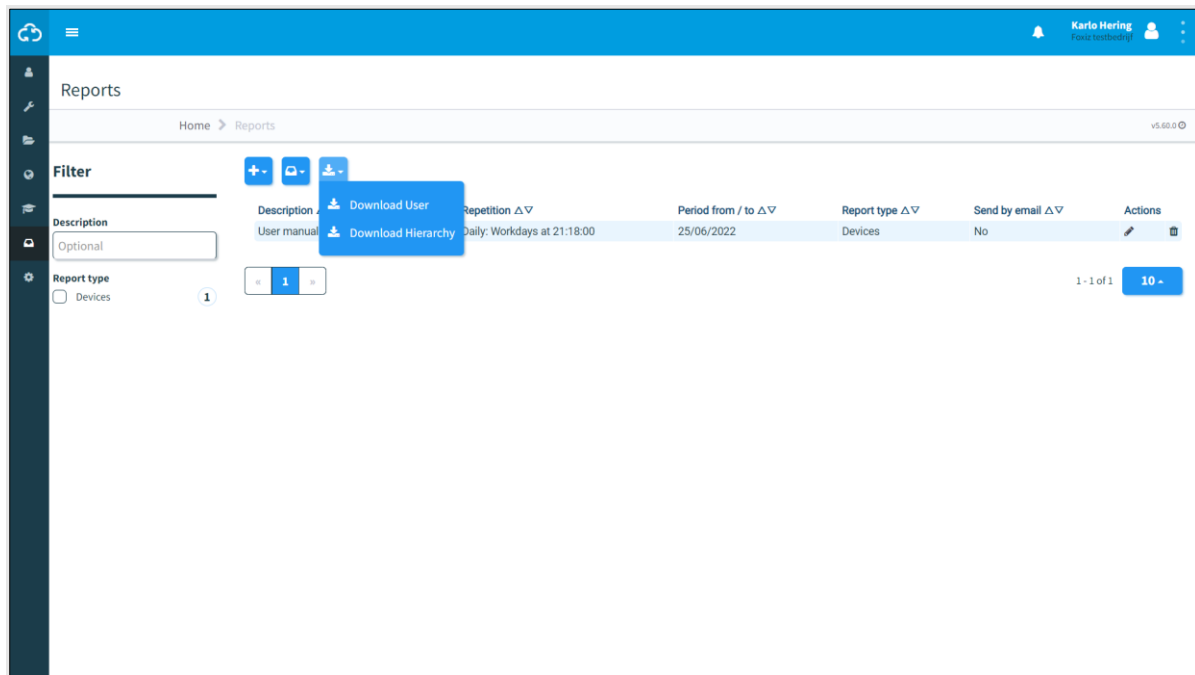 Karlo Hering
Foxiz testbedrijf
Reports
Home Reports
v5.60.0
Filter
Description
Optional
Report type
Devices 1
Download User
Download Hierarchy
Description Repetition Period from / to Report type Send by email Actions
User manual Daily: Workdays at 21:18:00 25/06/2022 Devices No
« 1 »
1 - 1 of 1
10